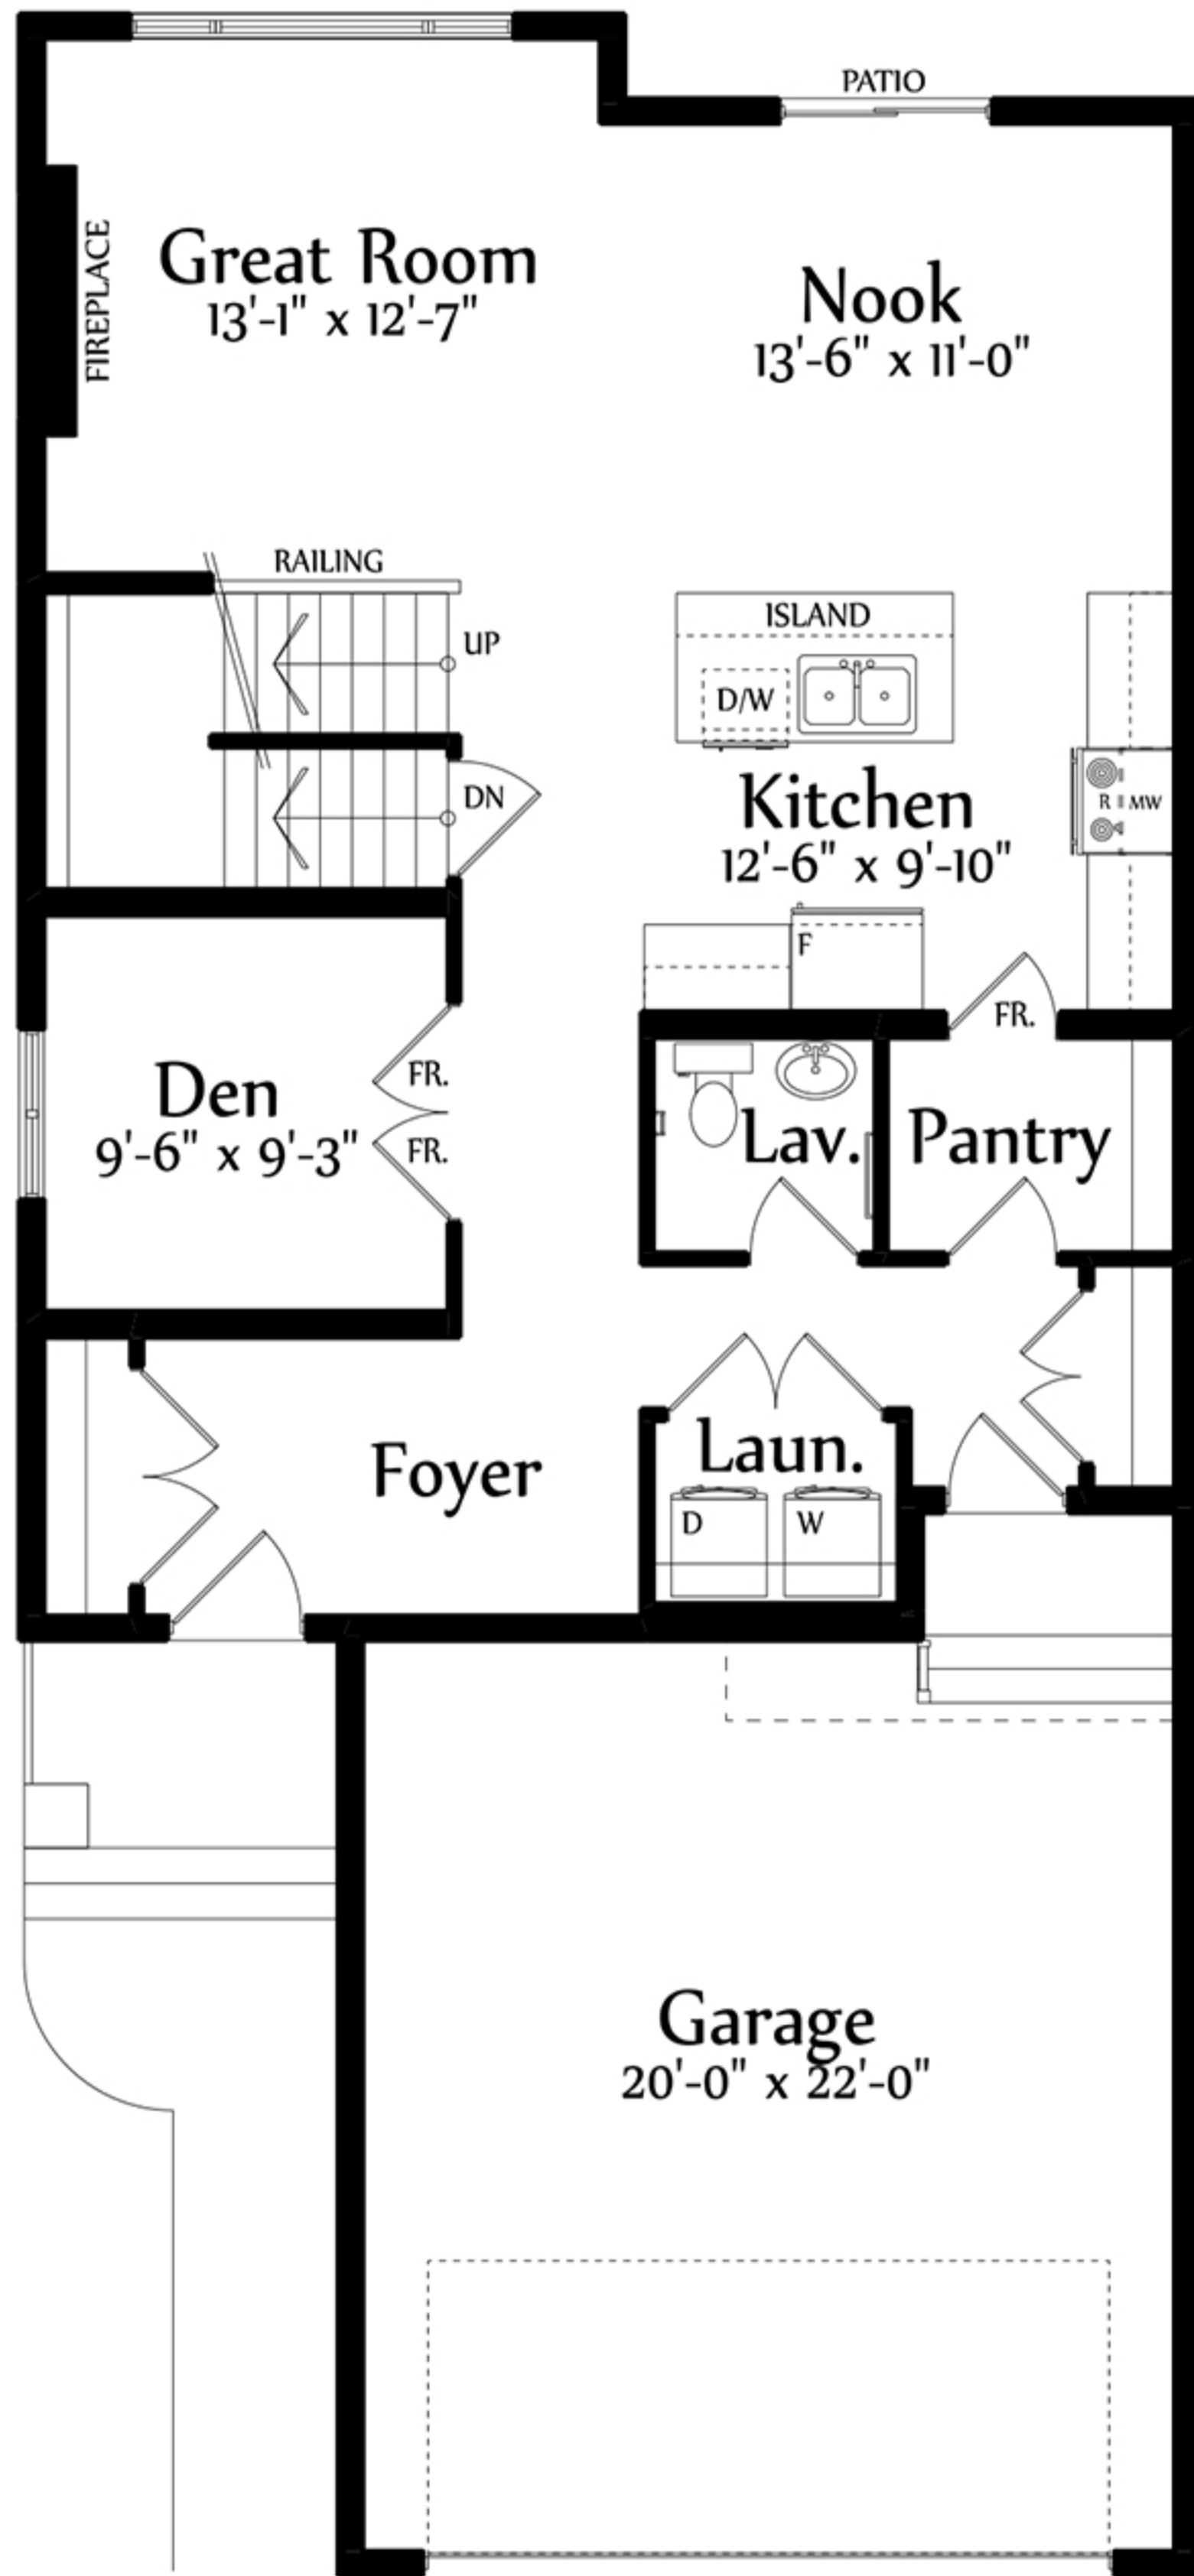 PATIO
FIREPLACE
Great Room
13'-1" x 12'-7"
Nook
13'-6" x 11'-0"
RAILING
UP
ISLAND
D/W
DN
Kitchen
12'-6" x 9'-10"
R
MW
F
FR.
Den
9'-6" x 9'-3"
FR.
FR.
Lav.
Pantry
Foyer
Laun.
D
W
Garage
20'-0" x 22'-0"